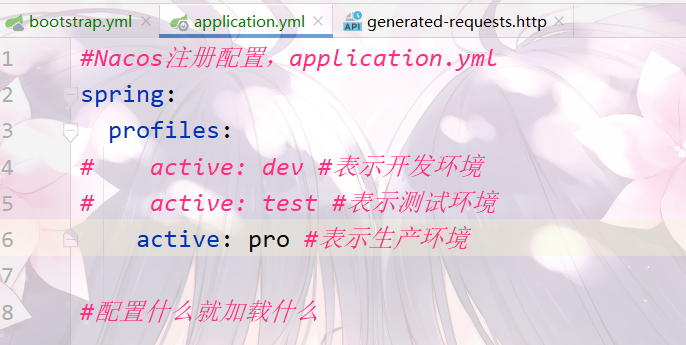 bootstrap.yml application.yml generated-requests.http
1 #Nacos注册配置，application.yml
2 spring:
3 profiles:
4 # active: dev #表示开发环境
5 # active: test #表示测试环境
6 active: pro #表示生产环境
7
8 #配置什么就加载什么